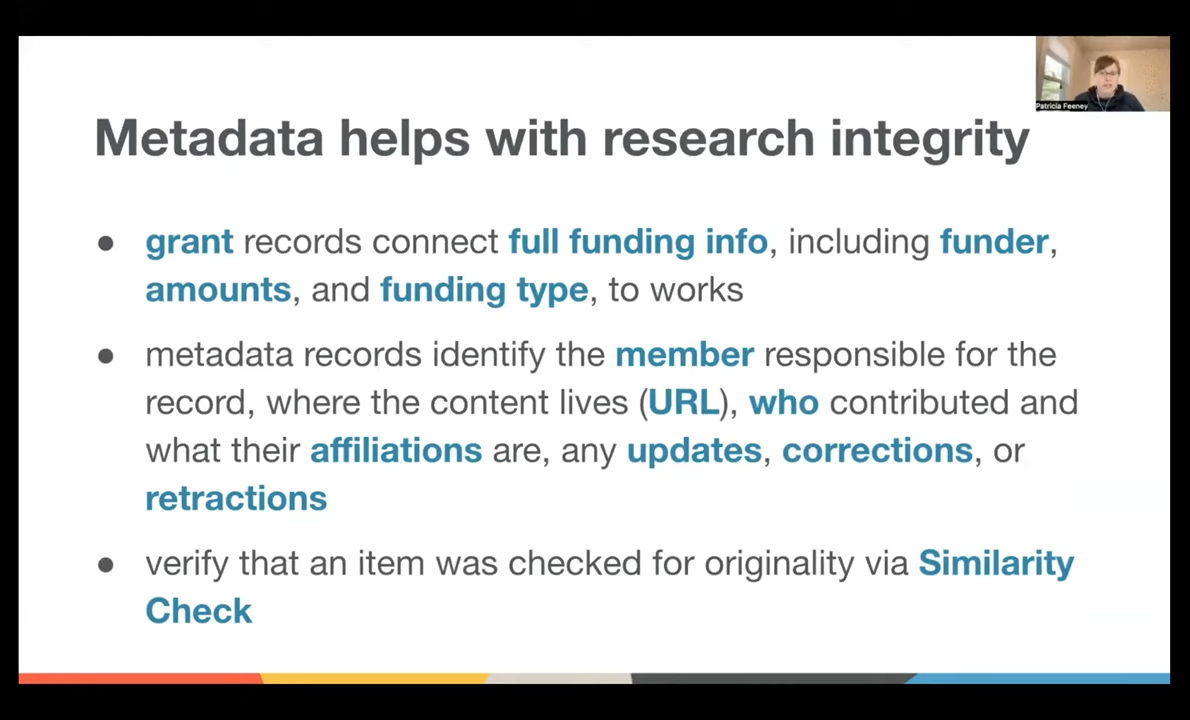 Patricia Feeney
Metadata helps with research integrity
● grant records connect full funding info, including funder,
amounts, and funding type, to works
● metadata records identify the member responsible for the
record, where the content lives (URL), who contributed and
what their affiliations are, any updates, corrections, or
retractions
● verify that an item was checked for originality via Similarity
Check